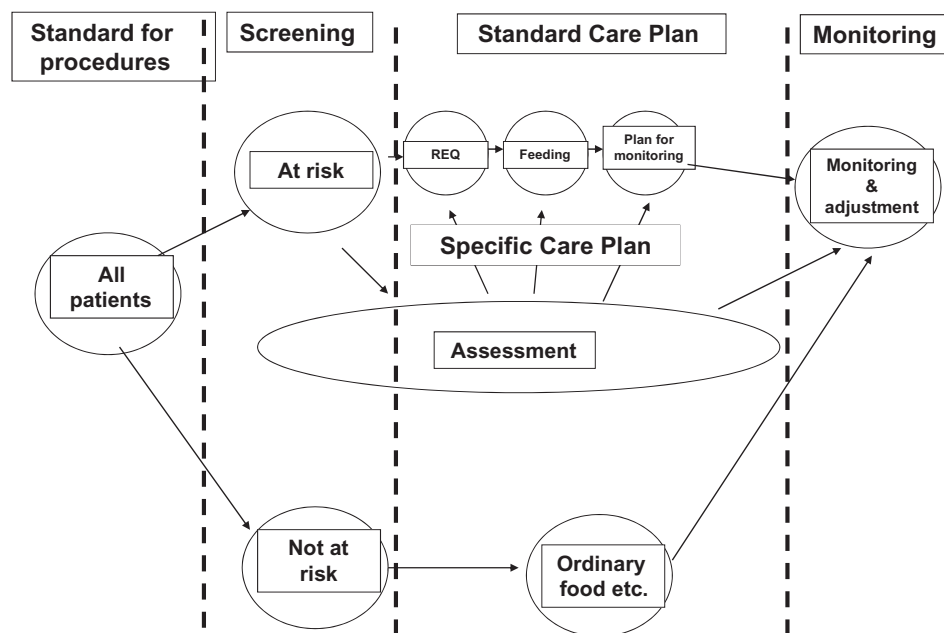 Standard for
procedures
Screening
Standard Care Plan
Monitoring
At risk
REQ
Feeding
Plan for
monitoring
Monitoring
&
adjustment
All
patients
Specific Care Plan
Assessment
Not at
risk
Ordinary
food etc.